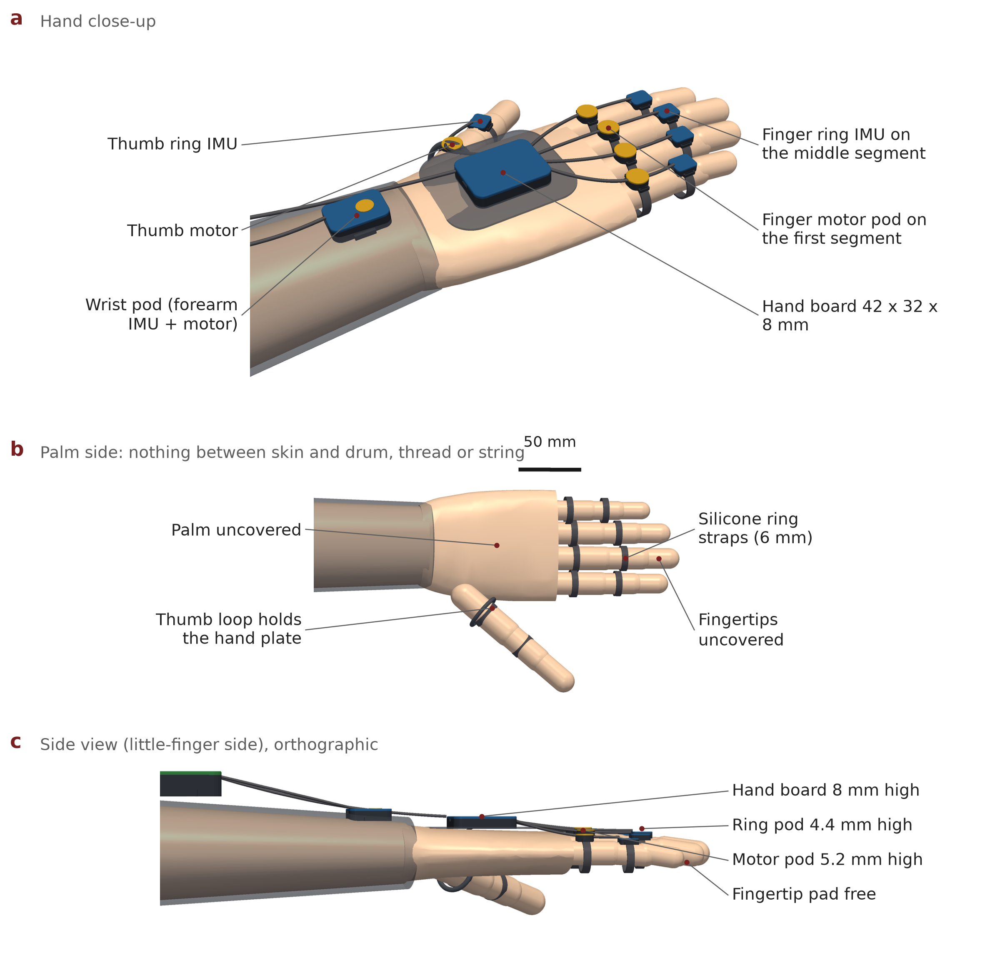 a Hand close-up
Thumb ring IMU
Thumb motor
Wrist pod (forearm
IMU + motor)
Finger ring IMU on
the middle segment
Finger motor pod on
the first segment
Hand board 42 x 32 x
8 mm
b Palm side: nothing between skin and drum, thread or string
50 mm
Palm uncovered
Thumb loop holds
the hand plate
Silicone ring
straps (6 mm)
Fingertips
uncovered
c Side view (little-finger side), orthographic
Hand board 8 mm high
Ring pod 4.4 mm high
Motor pod 5.2 mm high
Fingertip pad free